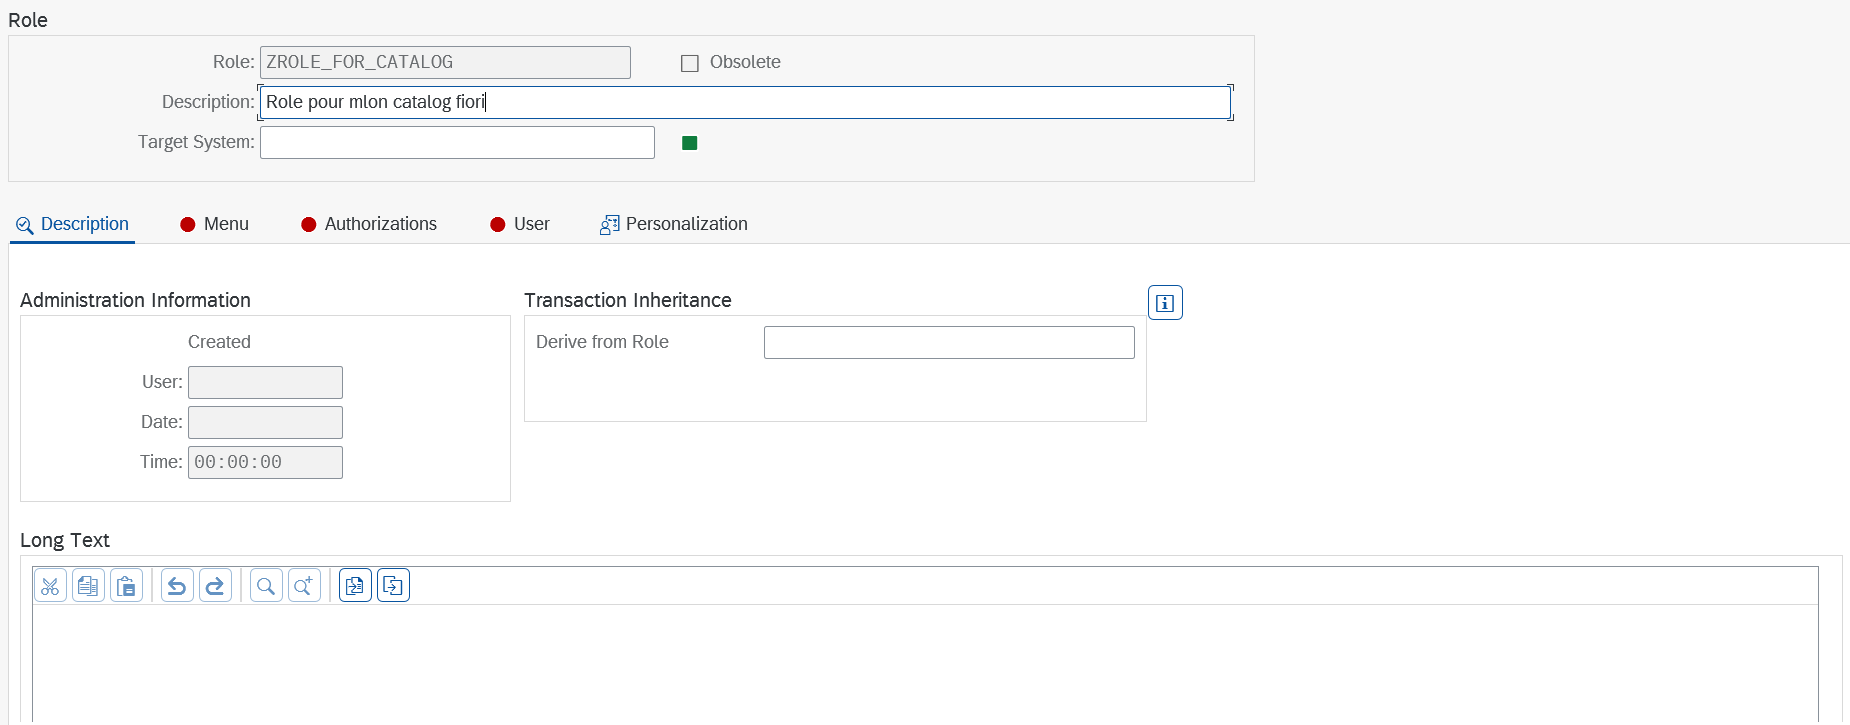 Role
Role: ZROLE_FOR_CATALOG Obsolete
Description: Role pour mlon catalog fiori
Target System:
Description Menu Authorizations User Personalization
Administration Information Transaction Inheritance
Created Derive from Role
User:
Date:
Time: 00:00:00
Long Text